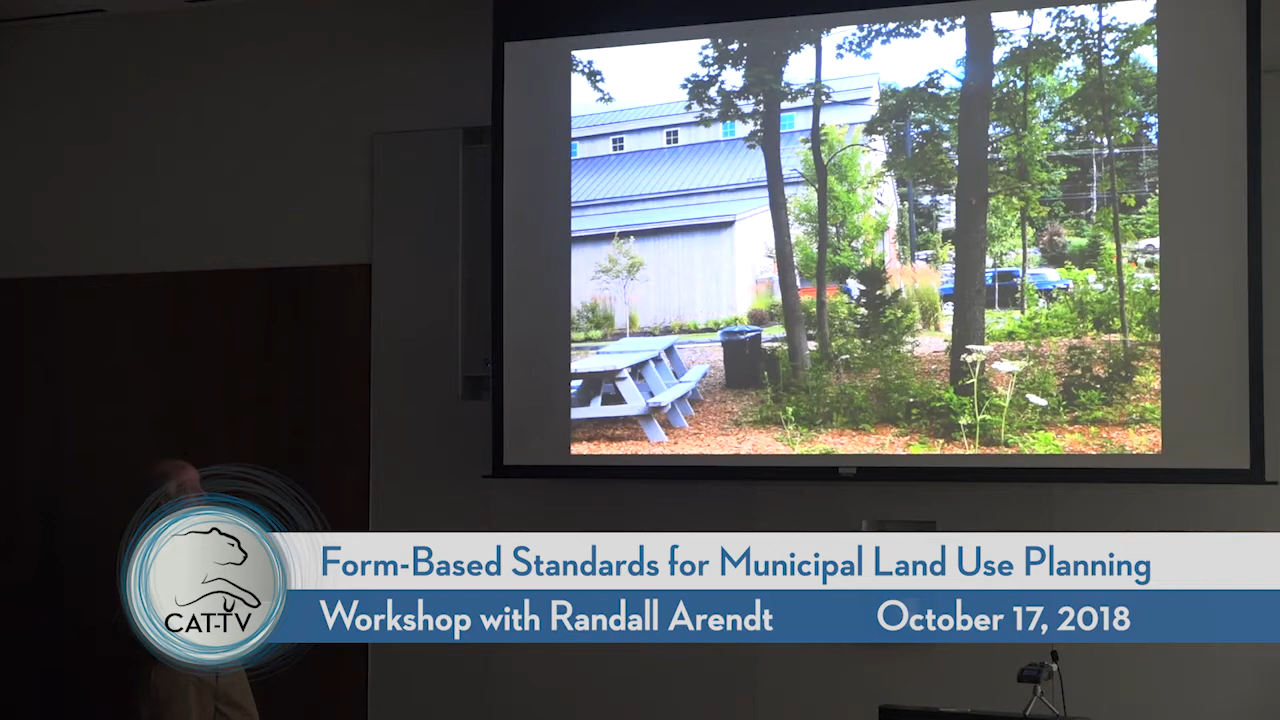 Form-Based Standards for Municipal Land Use Planning
Workshop with Randall Arendt October 17, 2018
CAT-TV